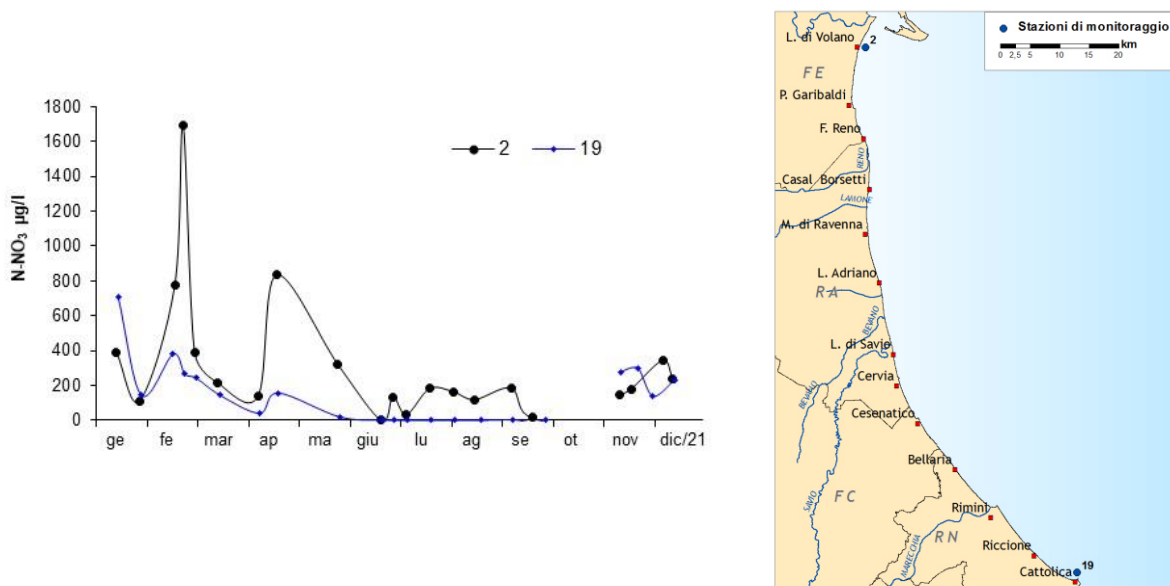 1800
1600
1400
1200
1000
800
600
400
200
0
N-NO₃ µg/l
2 19
ge fe mar ap ma giu lu ag se ot nov dic/21
Stazioni di monitoraggio
km
0 2,5 5 10 15 20
L. di Volano
2
FE
P. Garibaldi
F. Reno
RENO
Casal Borsetti
LAMONE
M. di Ravenna
L. Adriano
RA
BEVANO
L. di Savio
Cervia
BEVANO
Cesenatico
Bellaria
SAVIO
FC
Rimini
RN
MARECCHIA
Riccione
Cattolica
19